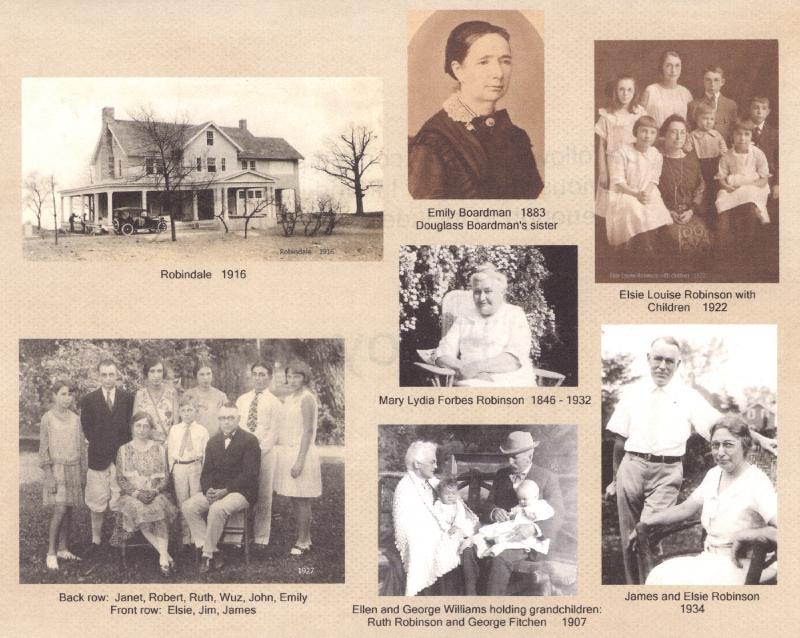 Robindale 1916
Robindale 1916
Emily Boardman 1883
Douglass Boardman's sister
Elsie Louise Robinson with children 1922
Elsie Louise Robinson with
Children 1922
Mary Lydia Forbes Robinson 1846 - 1932
1927
Back row: Janet, Robert, Ruth, Wuz, John, Emily
Front row: Elsie, Jim, James
Ellen and George Williams holding grandchildren:
Ruth Robinson and George Fitchen 1907
James and Elsie Robinson
1934